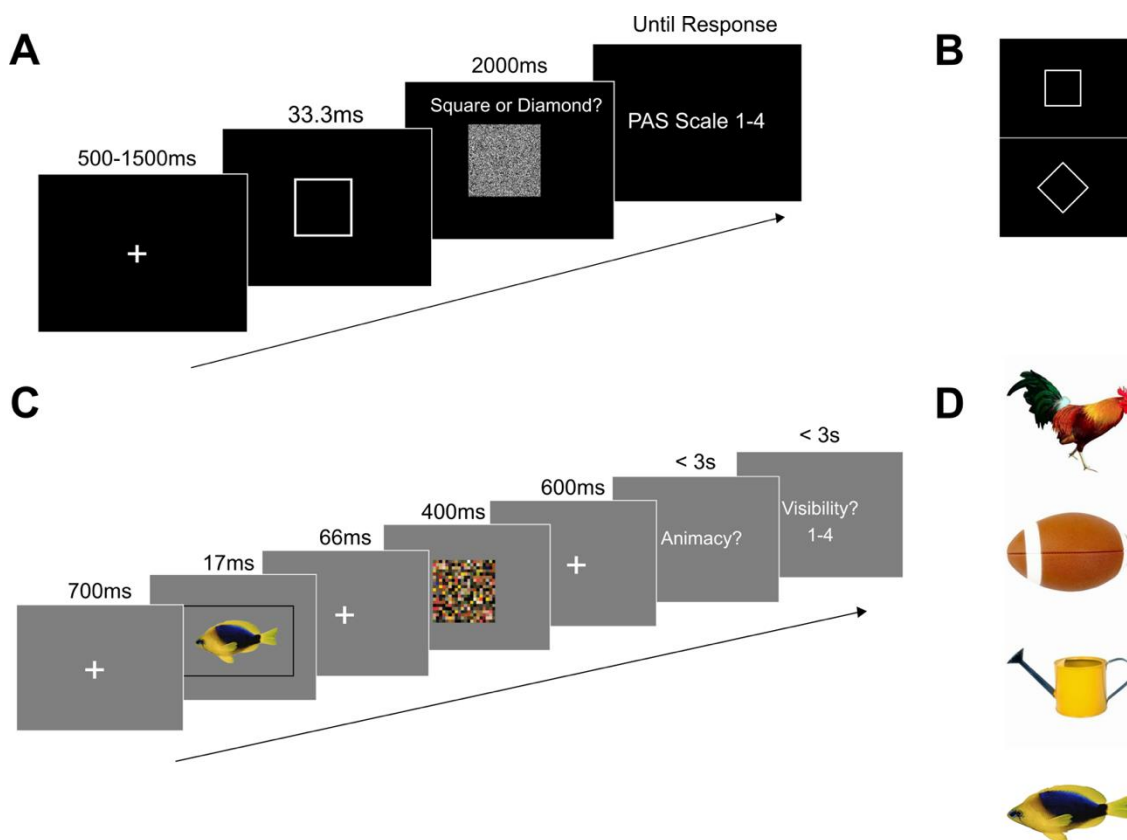 A
500-1500ms
33.3ms
2000ms
Square or Diamond?
Until Response
PAS Scale 1-4
B
C
700ms
17ms
66ms
400ms
600ms
< 3s
Animacy?
< 3s
Visibility?
1-4
D